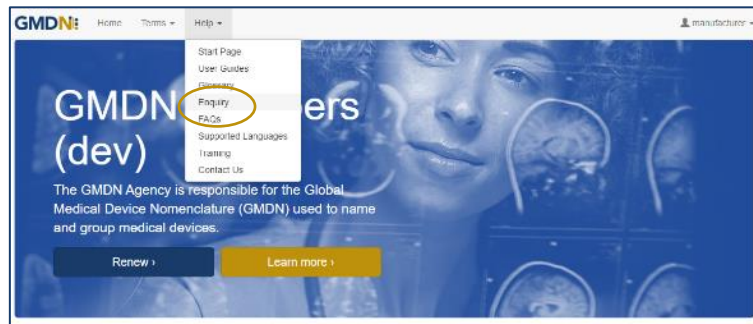 GMDN Home Terms Help manufacturer
Start Page
User Guides
Glossary
Enquiry
FAQs
Supported Languages
Training
Contact Us
GMDN ers
(dev)
The GMDN Agency is responsible for the Global
Medical Device Nomenclature (GMDN) used to name
and group medical devices.
Renew › Learn more ›